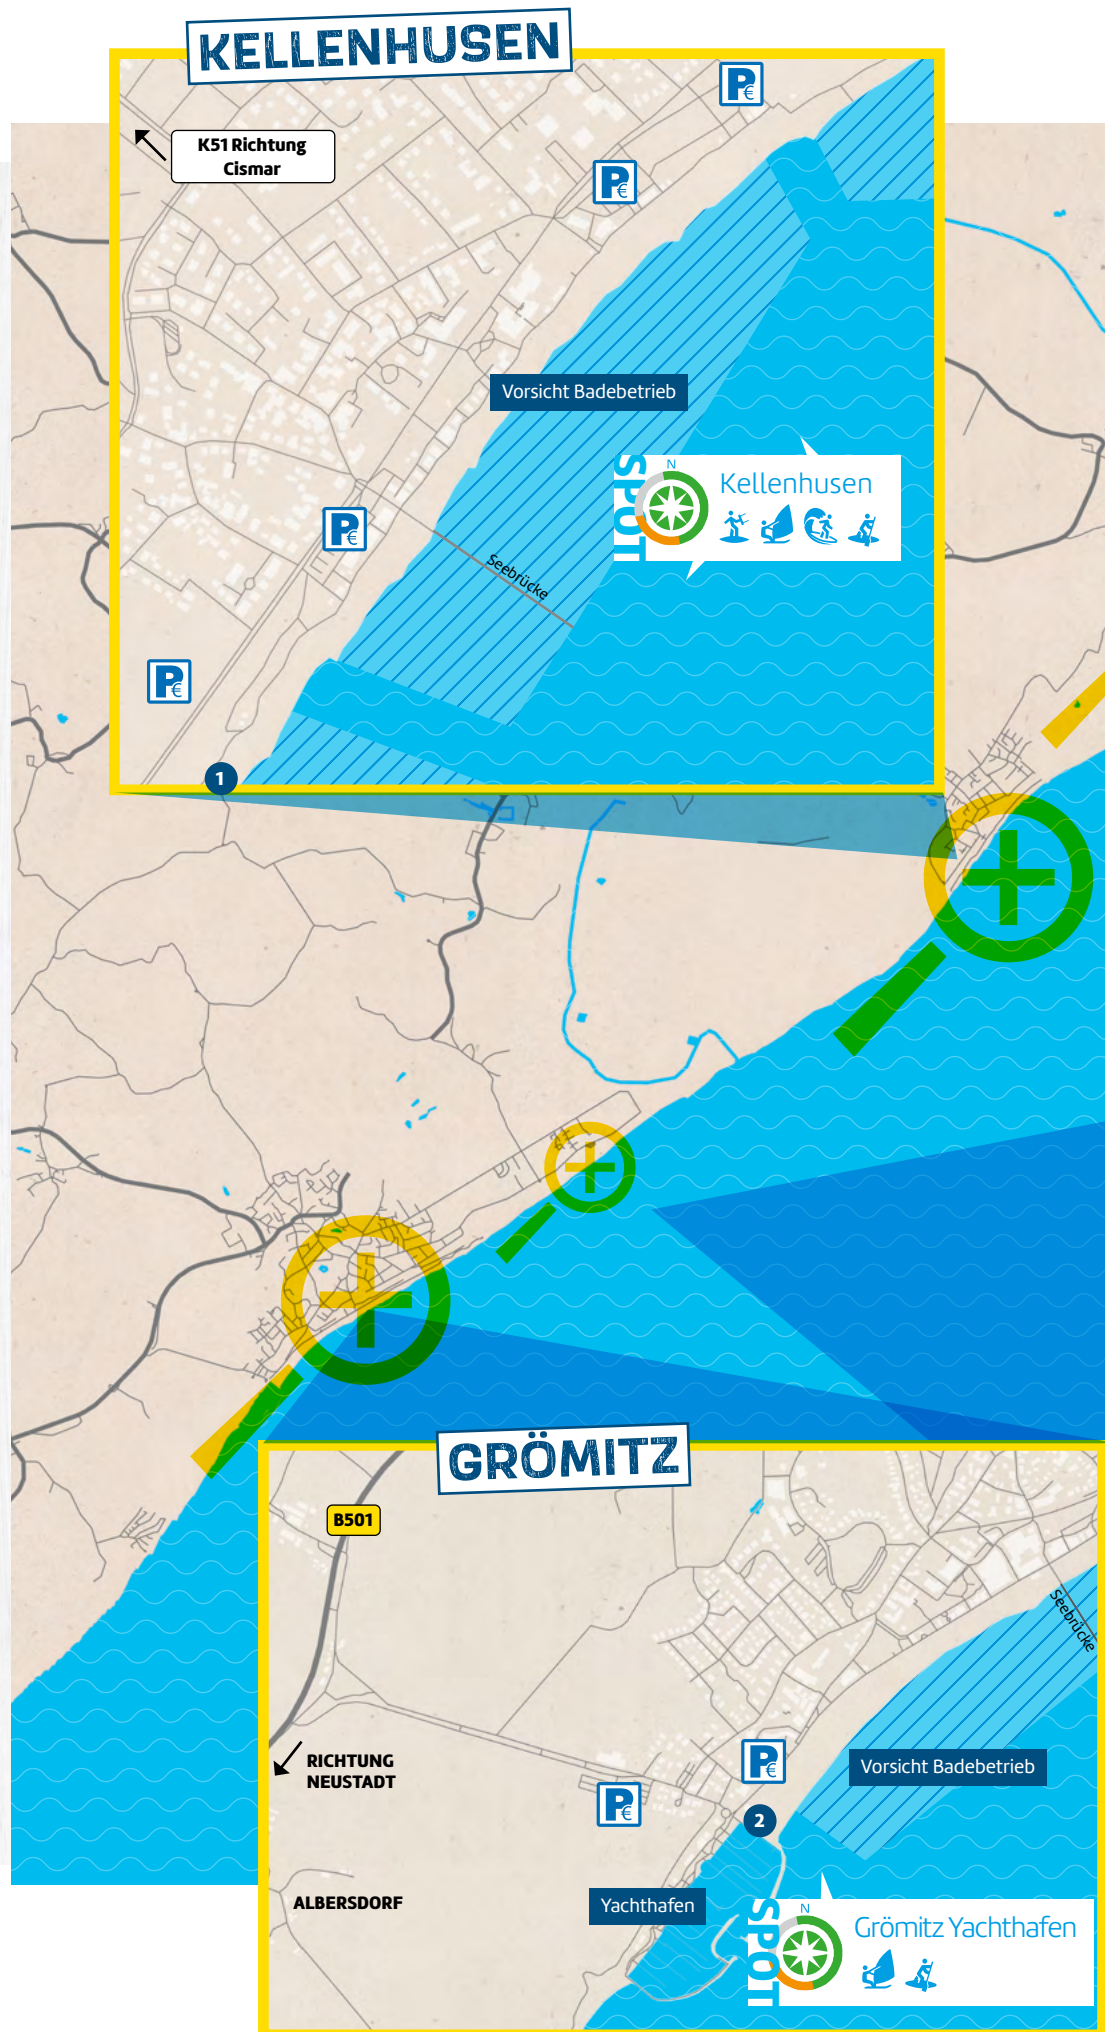 KELLENHUSEN
P€
K51 Richtung
Cismar
P€
Vorsicht Badebetrieb
SPOT
N
Kellenhusen
P€
Seebrücke
P€
1
GRÖMITZ
B501
Seebrücke
RICHTUNG
NEUSTADT
P€
Vorsicht Badebetrieb
P€
2
ALBERSDORF
Yachthafen
SPOT
N
Grömitz Yachthafen